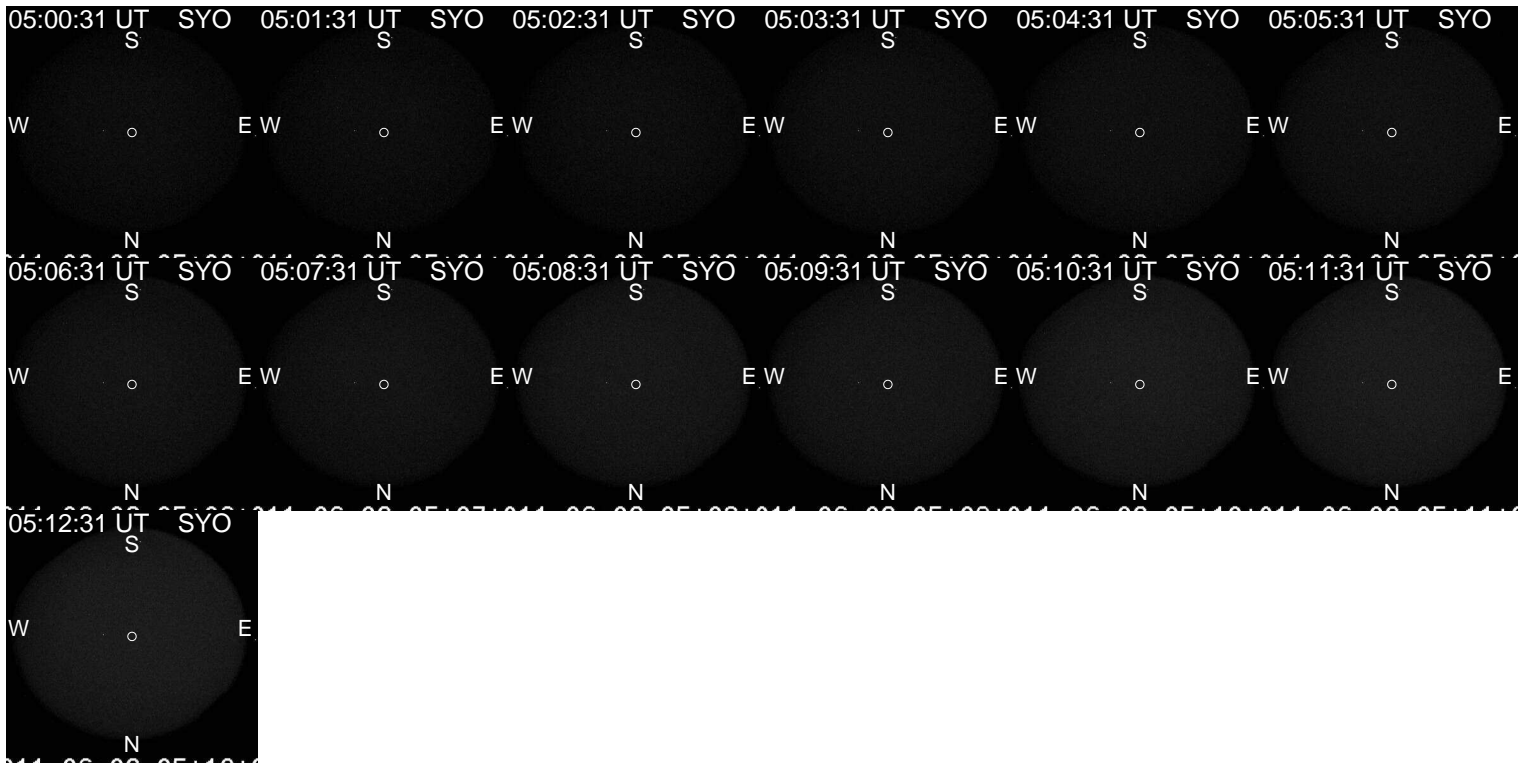 05:00:31 UT SYO 05:01:31 UT SYO 05:02:31 UT SYO 05:03:31 UT SYO 05:04:31 UT SYO 05:05:31 UT SYO
S S S S S S
W E W E W E W E W E W E
N N N N N N
05:06:31 UT SYO 05:07:31 UT SYO 05:08:31 UT SYO 05:09:31 UT SYO 05:10:31 UT SYO 05:11:31 UT SYO
S S S S S S
W E W E W E W E W E W E
N N N N N N
05:12:31 UT SYO
S
W E
N